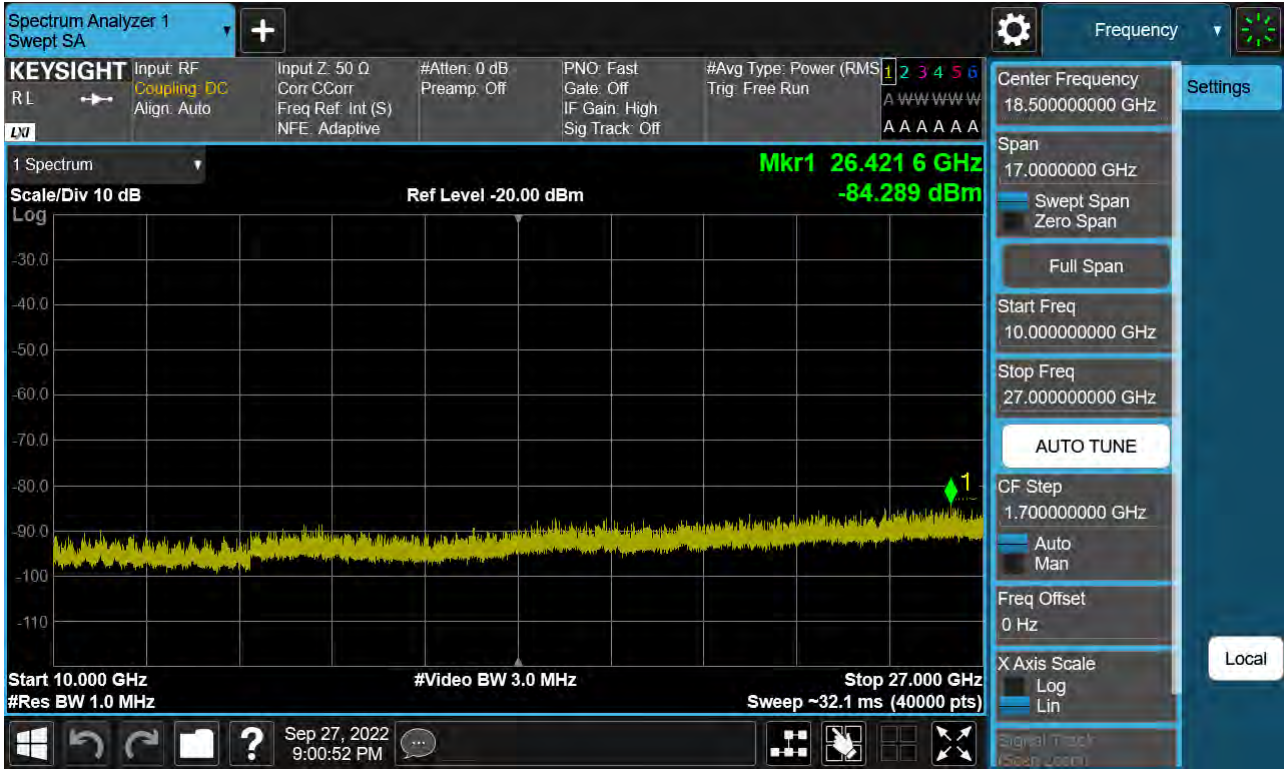 Spectrum Analyzer 1
Swept SA
+
Frequency
KEYSIGHT
R L
LXI
Input: RF
Coupling: DC
Align: Auto
Input Z: 50 Ω
Corr CCorr
Freq Ref: Int (S)
NFE: Adaptive
#Atten: 0 dB
Preamp: Off
PNO: Fast
Gate: Off
IF Gain: High
Sig Track: Off
#Avg Type: Power (RMS
Trig: Free Run
1 2 3 4 5 6
A W W W W W
A A A A A A
1 Spectrum
Scale/Div 10 dB
Log
Ref Level -20.00 dBm
Mkr1 26.421 6 GHz
-84.289 dBm
-30.0
-40.0
-50.0
-60.0
-70.0
-80.0
-90.0
-100
-110
1
Start 10.000 GHz
#Res BW 1.0 MHz
#Video BW 3.0 MHz
Stop 27.000 GHz
Sweep ~32.1 ms (40000 pts)
Center Frequency
18.500000000 GHz
Span
17.0000000 GHz
Swept Span
Zero Span
Full Span
Start Freq
10.000000000 GHz
Stop Freq
27.000000000 GHz
AUTO TUNE
CF Step
1.700000000 GHz
Auto
Man
Freq Offset
0 Hz
X Axis Scale
Log
Lin
Signal Track
(Span Zoom)
Settings
Local
?
Sep 27, 2022
9:00:52 PM